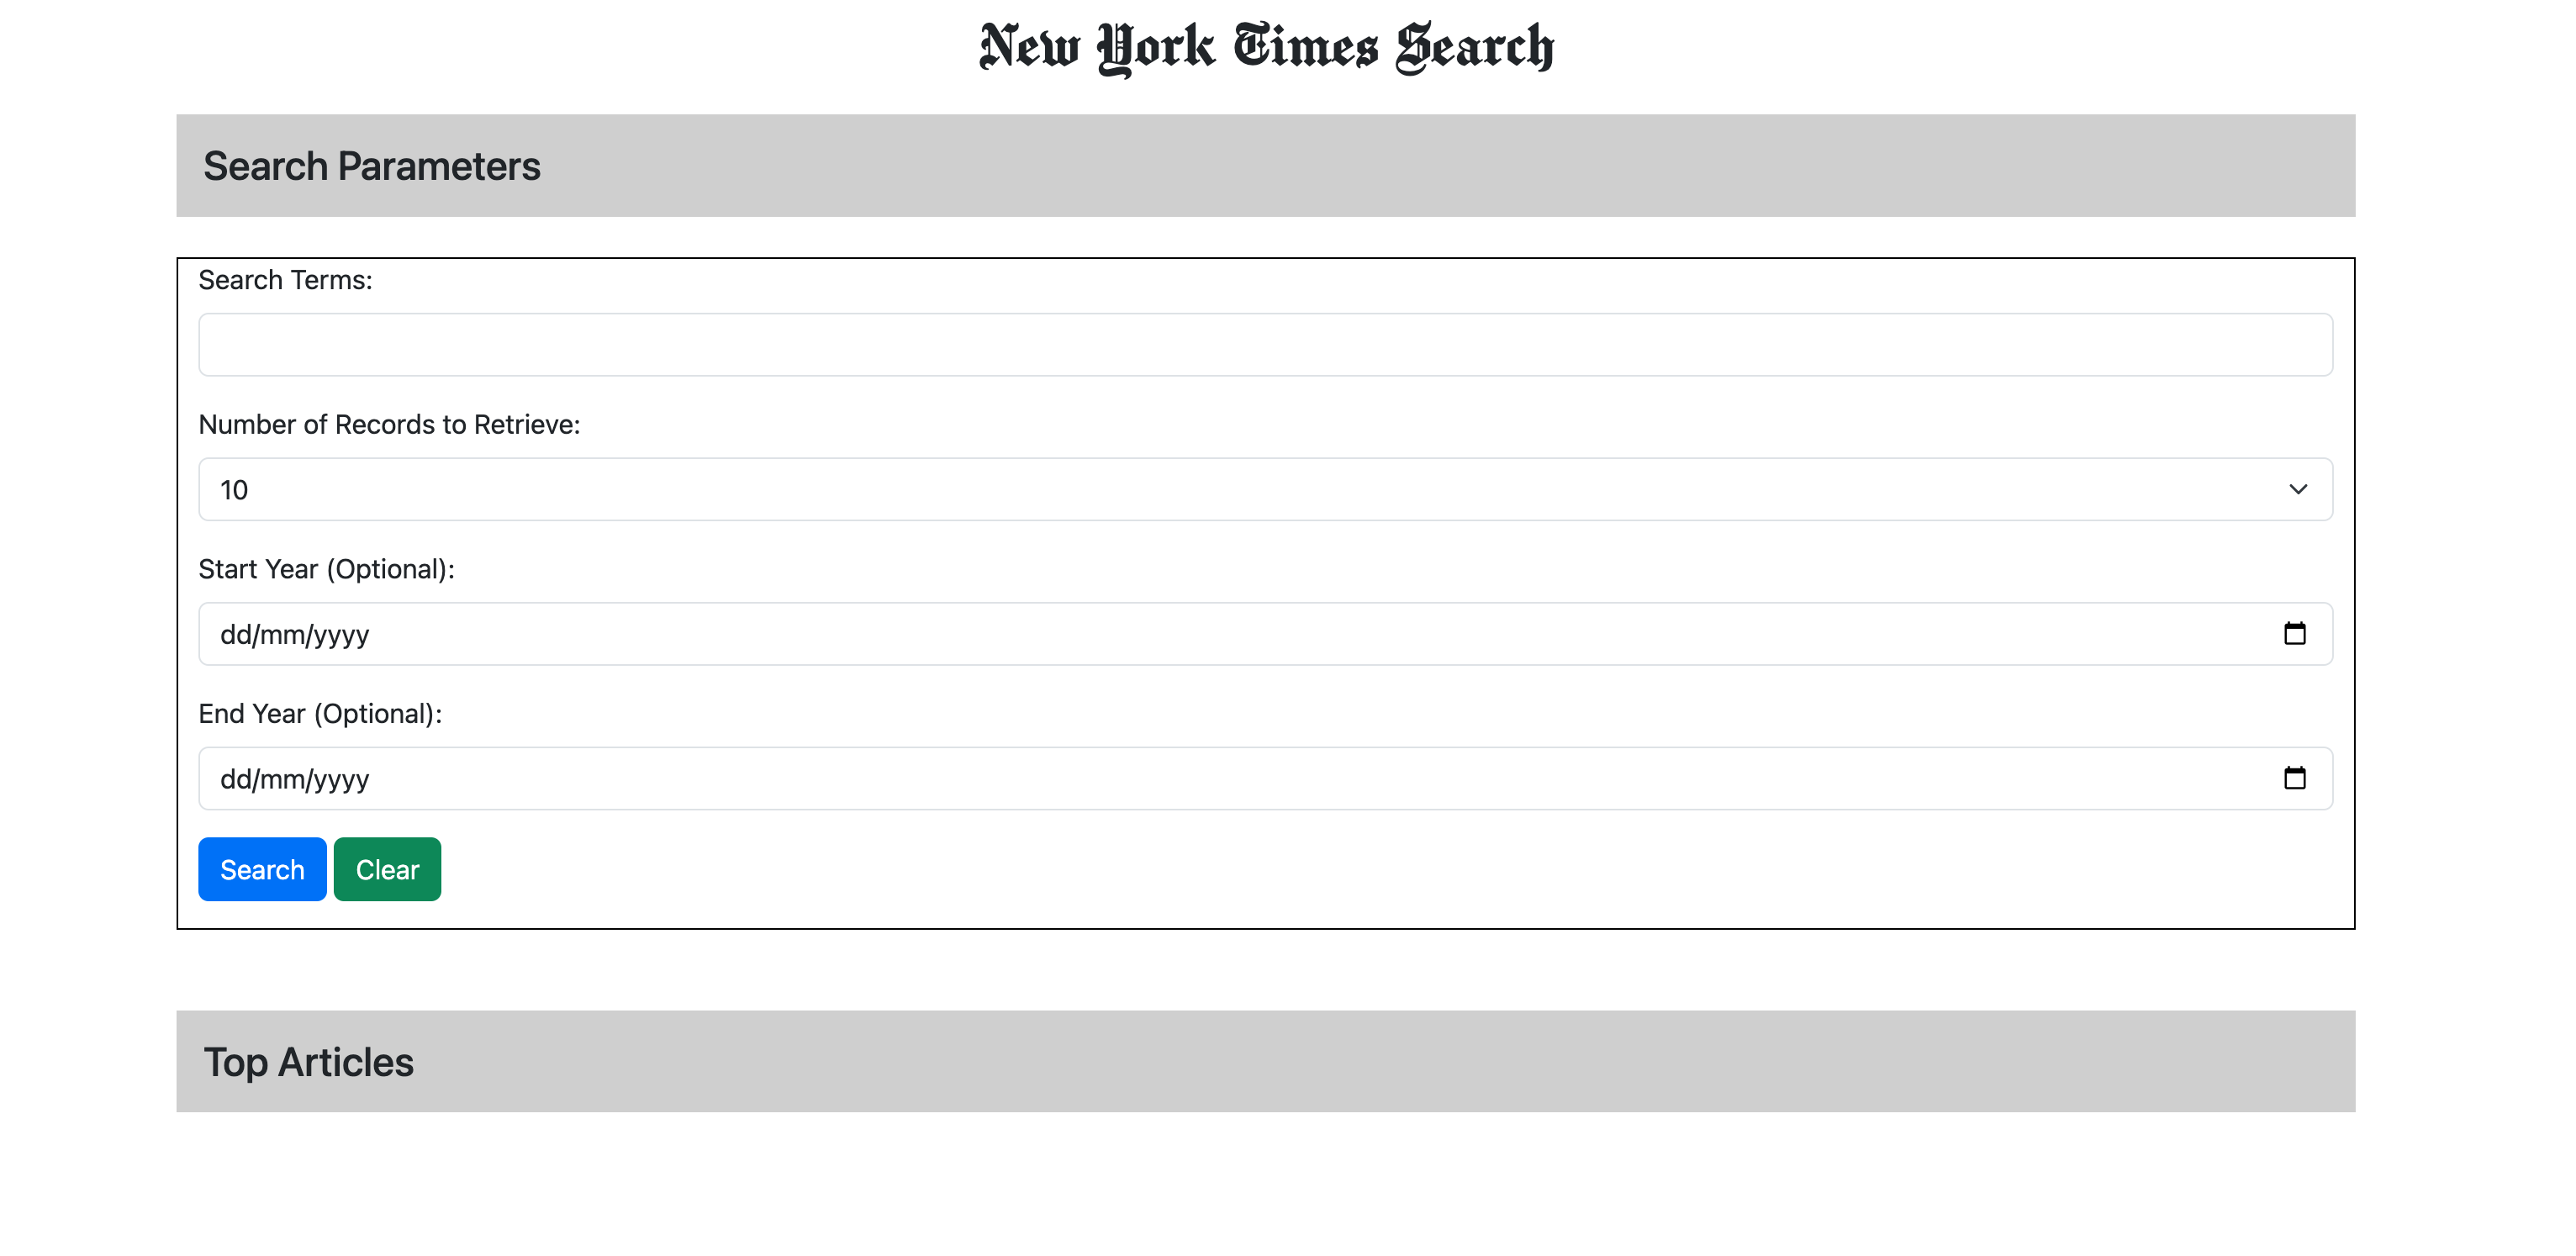 New York Times Search
Search Parameters
Search Terms:
Number of Records to Retrieve:
10
Start Year (Optional):
dd/mm/yyyy
End Year (Optional):
dd/mm/yyyy
Search Clear
Top Articles